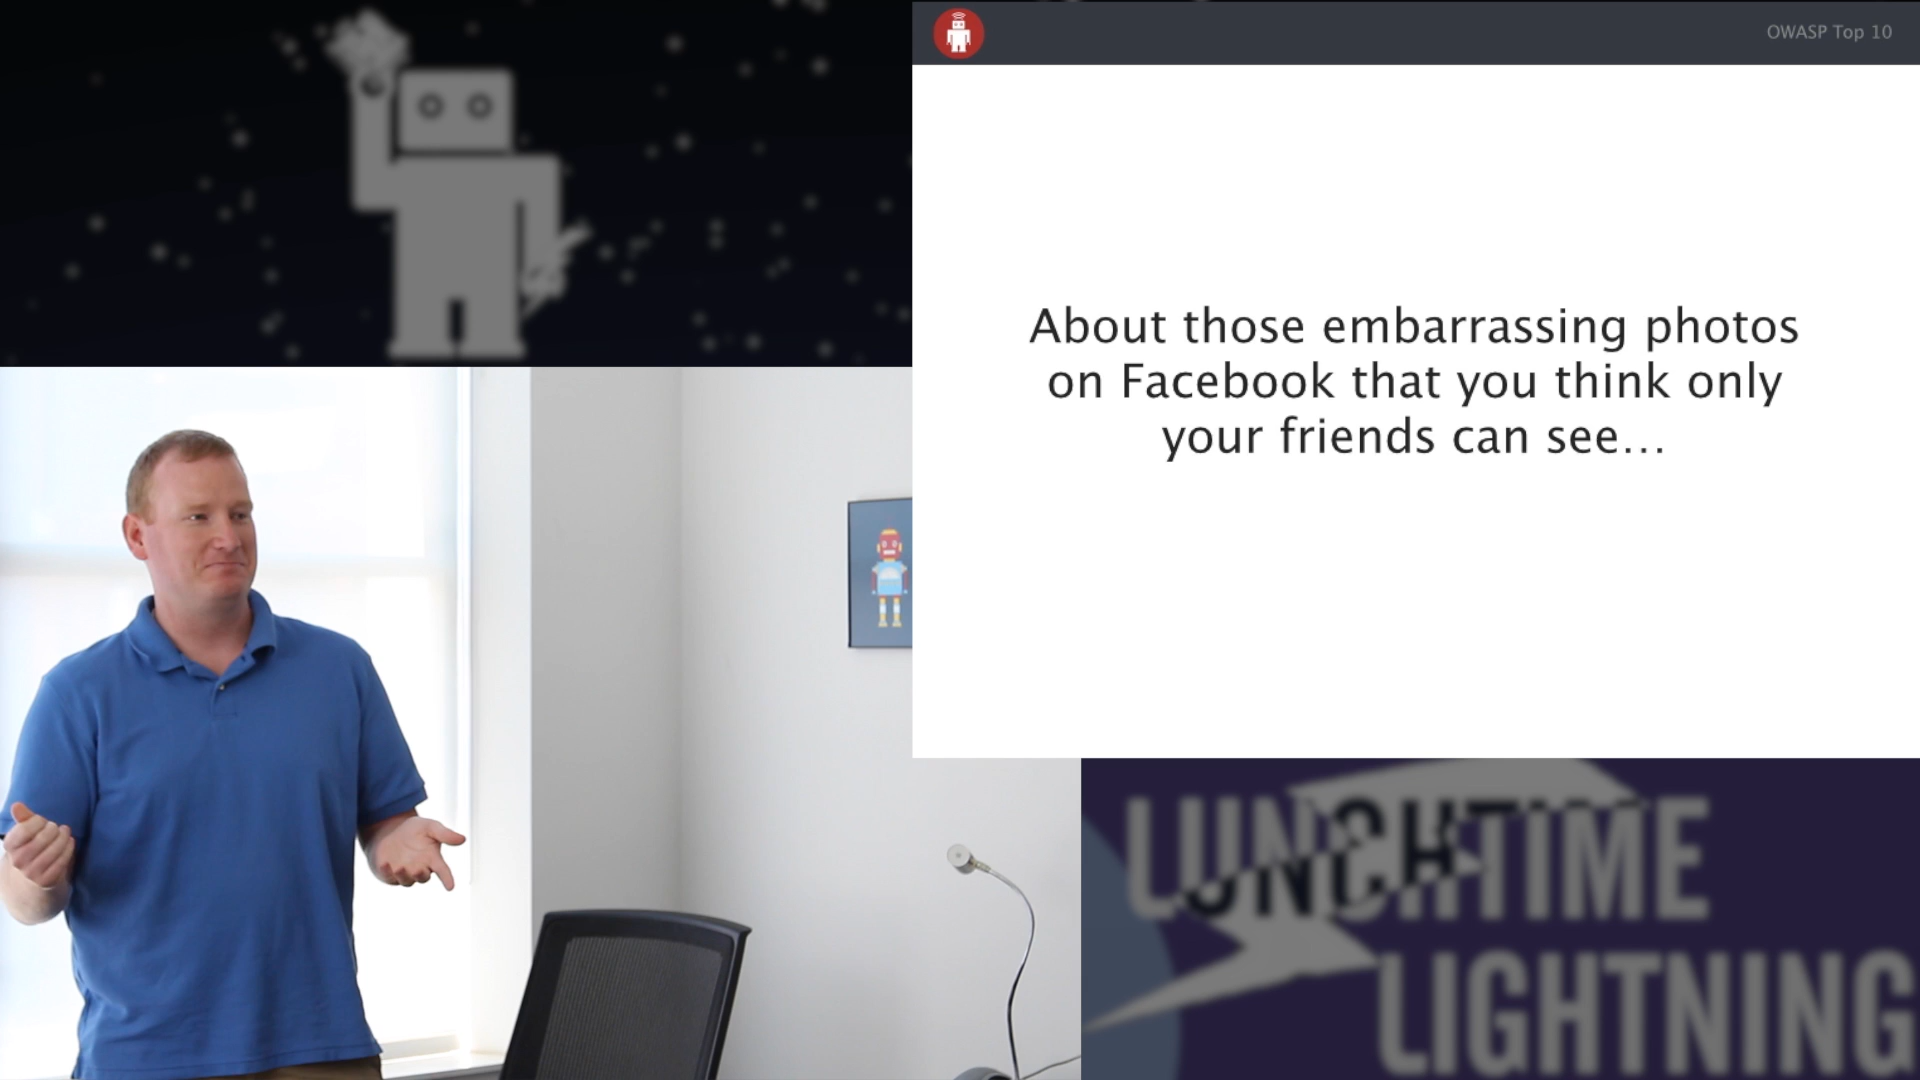 OWASP Top 10
About those embarrassing photos
on Facebook that you think only
your friends can see...
LUNCHTIME
LIGHTNING